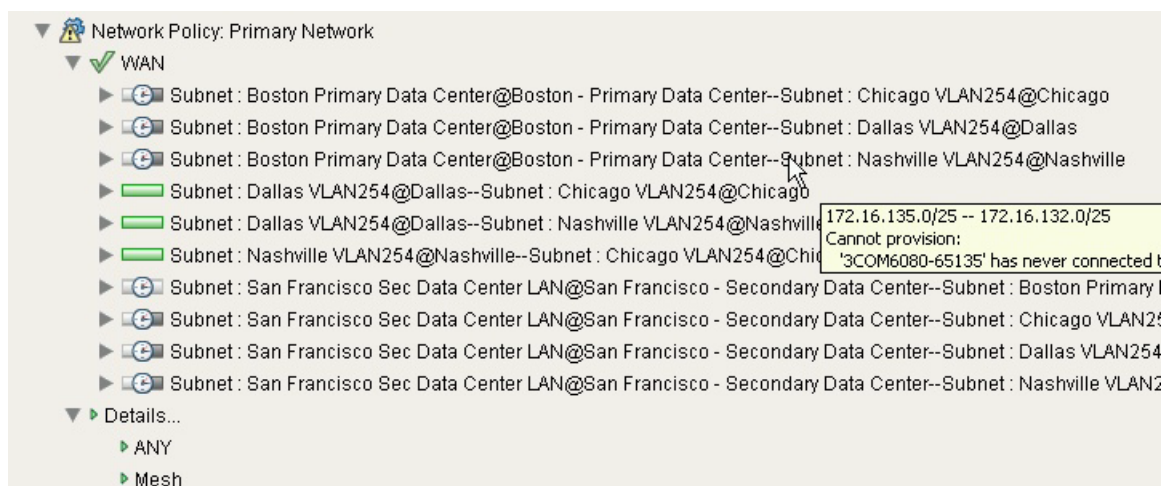 Network Policy: Primary Network
WAN
Subnet : Boston Primary Data Center@Boston - Primary Data Center--Subnet : Chicago VLAN254@Chicago
Subnet : Boston Primary Data Center@Boston - Primary Data Center--Subnet : Dallas VLAN254@Dallas
Subnet : Boston Primary Data Center@Boston - Primary Data Center--Subnet : Nashville VLAN254@Nashville
Subnet : Dallas VLAN254@Dallas--Subnet : Chicago VLAN254@Chicago
Subnet : Dallas VLAN254@Dallas--Subnet : Nashville VLAN254@Nashville
Subnet : Nashville VLAN254@Nashville--Subnet : Chicago VLAN254@Chi
172.16.135.0/25 -- 172.16.132.0/25
Cannot provision:
'3COM6080-65135' has never connected t
Subnet : San Francisco Sec Data Center LAN@San Francisco - Secondary Data Center--Subnet : Boston Primary
Subnet : San Francisco Sec Data Center LAN@San Francisco - Secondary Data Center--Subnet : Chicago VLAN25
Subnet : San Francisco Sec Data Center LAN@San Francisco - Secondary Data Center--Subnet : Dallas VLAN254
Subnet : San Francisco Sec Data Center LAN@San Francisco - Secondary Data Center--Subnet : Nashville VLAN2
Details...
ANY
Mesh